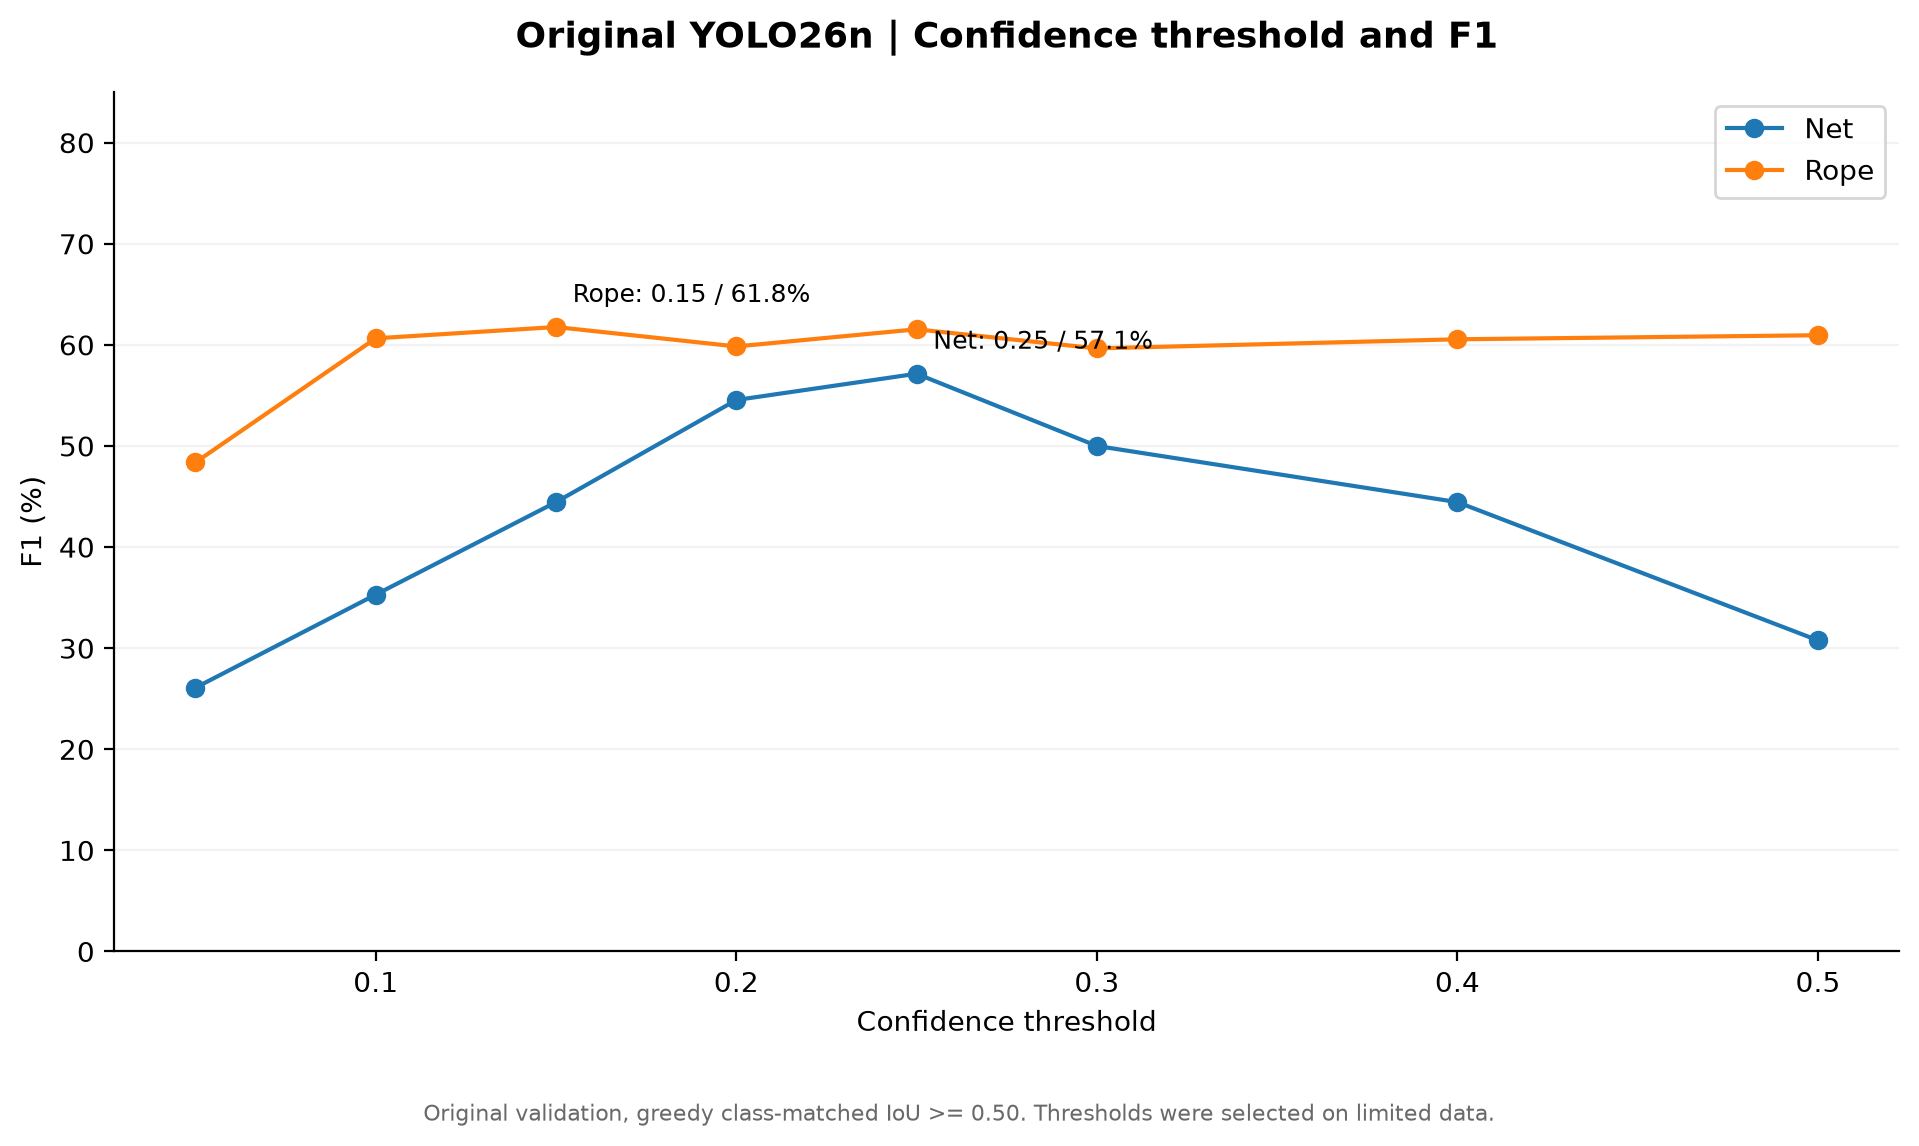 Original YOLO26n | Confidence threshold and F1
Net
Rope
80
70
60
50
40
30
20
10
0
F1 (%)
Rope: 0.15 / 61.8%
Net: 0.25 / 57.1%
0.1
0.2
0.3
0.4
0.5
Confidence threshold
Original validation, greedy class-matched IoU >= 0.50. Thresholds were selected on limited data.